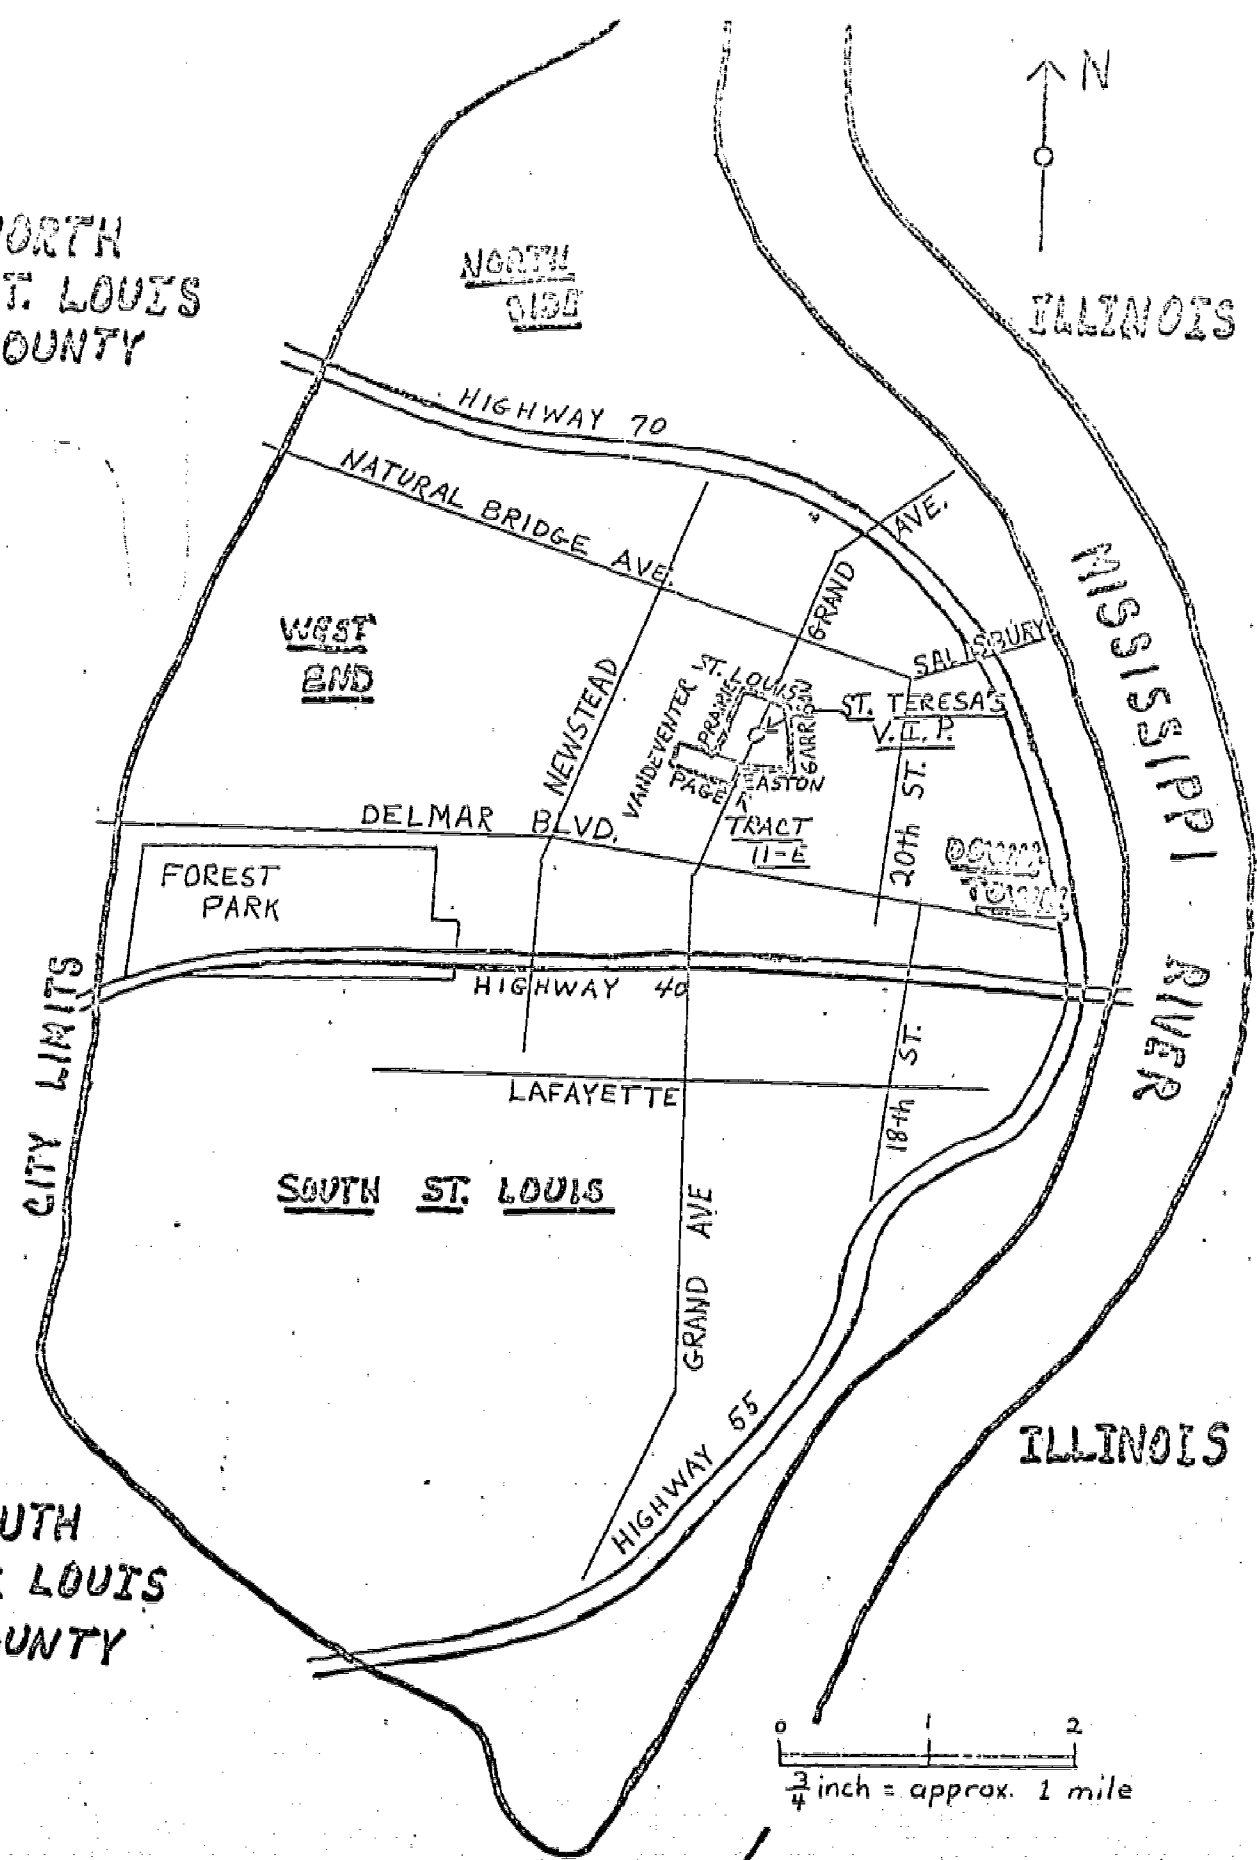 N
ORTH
T. LOUIS
OUNTY
NORTH
SIDE
ILLINOIS
HIGHWAY 70
NATURAL BRIDGE AVE.
GRAND AVE.
MISSISSIPPI RIVER
WEST
END
SALISBURY
NEWSTEAD
VANDEVENTER
ST. LOUIS
PRAIRIE
GARRISON
ST. TERESA'S
V.I.P.
PAGE
EASTON
TRACT
11-E
20th ST.
DELMAR BLVD.
DOWN
TOWN
FOREST
PARK
HIGHWAY 40
CITY LIMITS
LAFAYETTE
18th ST.
SOUTH ST. LOUIS
GRAND AVE
HIGHWAY 55
ILLINOIS
UTH
LOUIS
UNTY
0 1 2
3/4 inch = approx. 1 mile